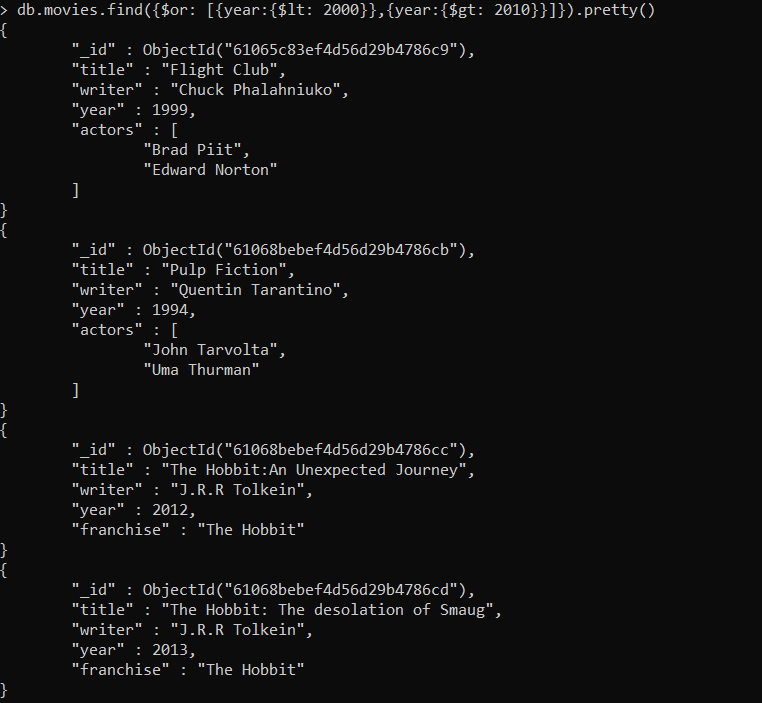 > db.movies.find({$or: [{year:{$lt: 2000}},{year:{$gt: 2010}}]}).pretty()
{
        "_id" : ObjectId("61065c83ef4d56d29b4786c9"),
        "title" : "Flight Club",
        "writer" : "Chuck Phalahniuko",
        "year" : 1999,
        "actors" : [
                "Brad Piit",
                "Edward Norton"
        ]
}
{
        "_id" : ObjectId("61068bebef4d56d29b4786cb"),
        "title" : "Pulp Fiction",
        "writer" : "Quentin Tarantino",
        "year" : 1994,
        "actors" : [
                "John Tarvolta",
                "Uma Thurman"
        ]
}
{
        "_id" : ObjectId("61068bebef4d56d29b4786cc"),
        "title" : "The Hobbit:An Unexpected Journey",
        "writer" : "J.R.R Tolkein",
        "year" : 2012,
        "franchise" : "The Hobbit"
}
{
        "_id" : ObjectId("61068bebef4d56d29b4786cd"),
        "title" : "The Hobbit: The desolation of Smaug",
        "writer" : "J.R.R Tolkein",
        "year" : 2013,
        "franchise" : "The Hobbit"
}